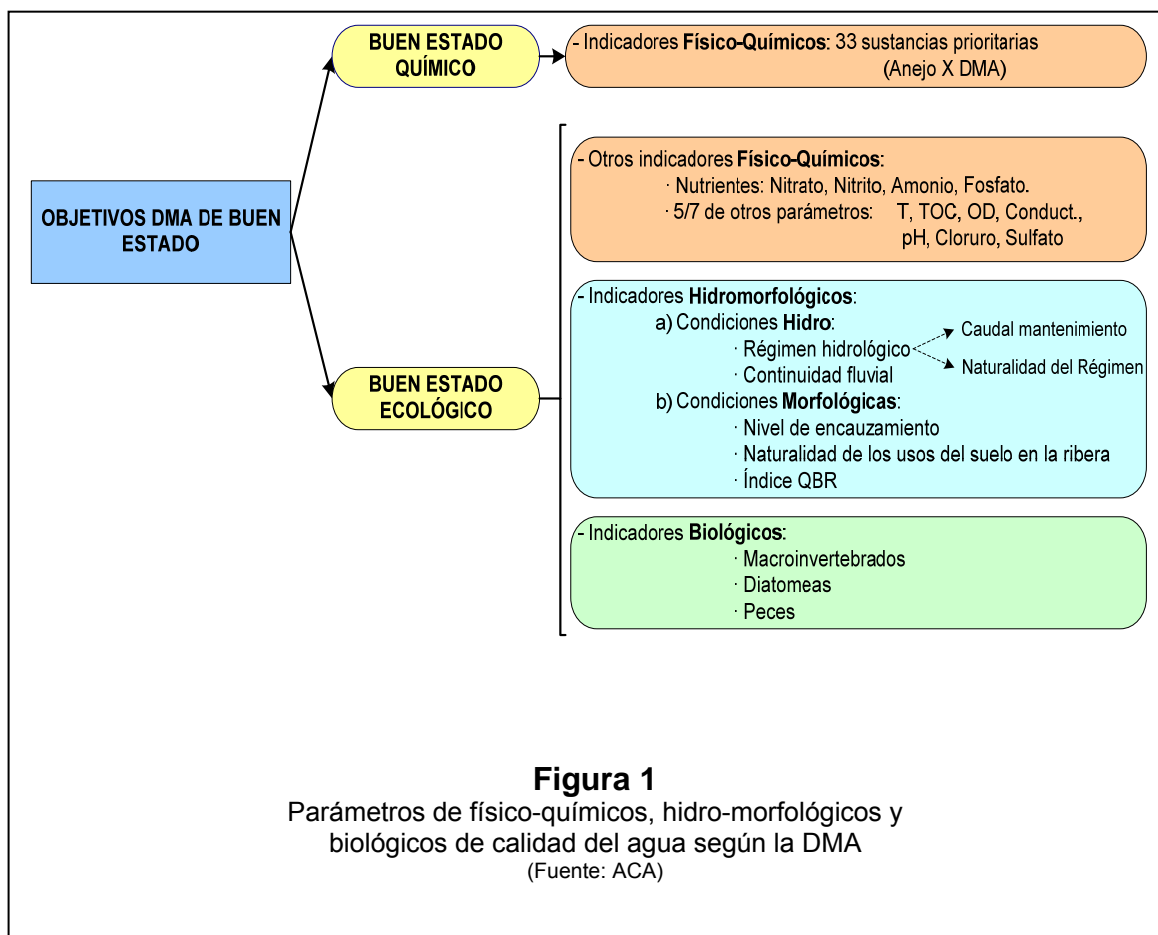 BUEN ESTADO
QUÍMICO
- Indicadores Físico-Químicos: 33 sustancias prioritarias
(Anejo X DMA)
OBJETIVOS DMA DE BUEN
ESTADO
- Otros indicadores Físico-Químicos:
· Nutrientes: Nitrato, Nitrito, Amonio, Fosfato.
· 5/7 de otros parámetros: T, TOC, OD, Conduct.,
pH, Cloruro, Sulfato
BUEN ESTADO
ECOLÓGICO
- Indicadores Hidromorfológicos:
a) Condiciones Hidro:
· Régimen hidrológico
Caudal mantenimiento
Naturalidad del Régimen
· Continuidad fluvial
b) Condiciones Morfológicas:
· Nivel de encauzamiento
· Naturalidad de los usos del suelo en la ribera
· Índice QBR
- Indicadores Biológicos:
· Macroinvertebrados
· Diatomeas
· Peces
Figura 1
Parámetros de físico-químicos, hidro-morfológicos y
biológicos de calidad del agua según la DMA
(Fuente: ACA)